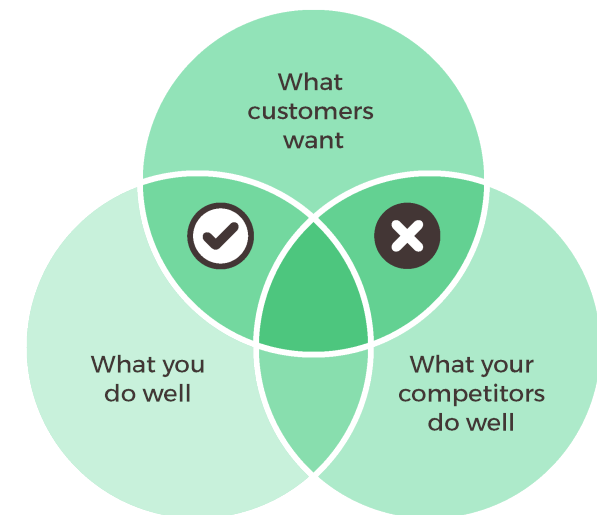 What
customers
want
What you
do well
What your
competitors
do well